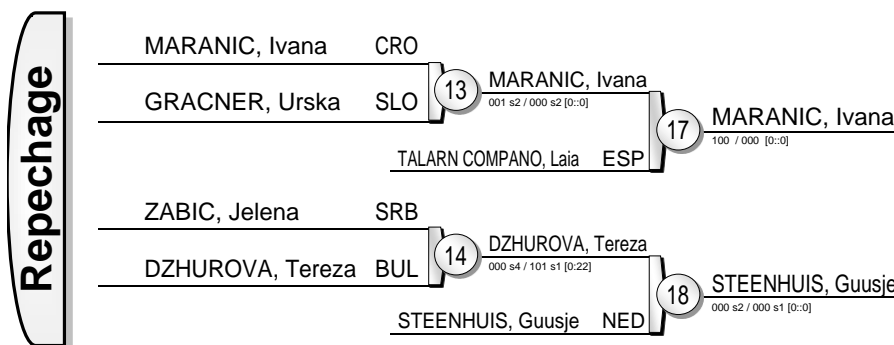 Repechage
MARANIC, Ivana CRO
GRACNER, Urska SLO
13
MARANIC, Ivana
001 s2 / 000 s2 [0::0]
TALARN COMPANO, Laia ESP
17
MARANIC, Ivana
100 / 000 [0::0]
ZABIC, Jelena SRB
DZHUROVA, Tereza BUL
14
DZHUROVA, Tereza
000 s4 / 101 s1 [0:22]
STEENHUIS, Guusje NED
18
STEENHUIS, Guusje
000 s2 / 000 s1 [0::0]